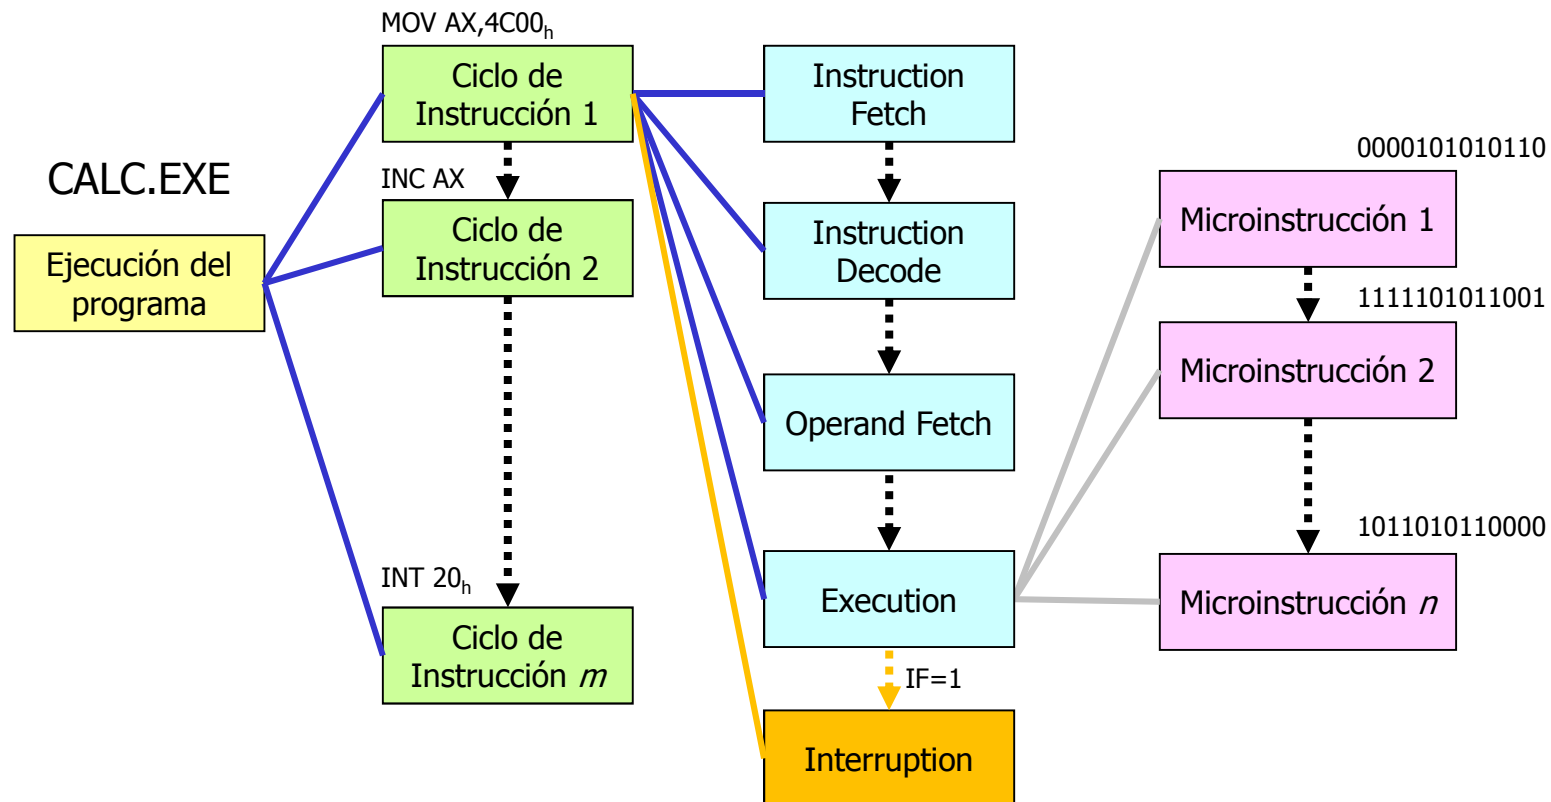 CALC.EXE
Ejecución del
programa
MOV AX,4C00h
Ciclo de
Instrucción 1
INC AX
Ciclo de
Instrucción 2
INT 20h
Ciclo de
Instrucción m
Instruction
Fetch
Instruction
Decode
Operand Fetch
Execution
IF=1
Interruption
0000101010110
Microinstrucción 1
1111101011001
Microinstrucción 2
1011010110000
Microinstrucción n